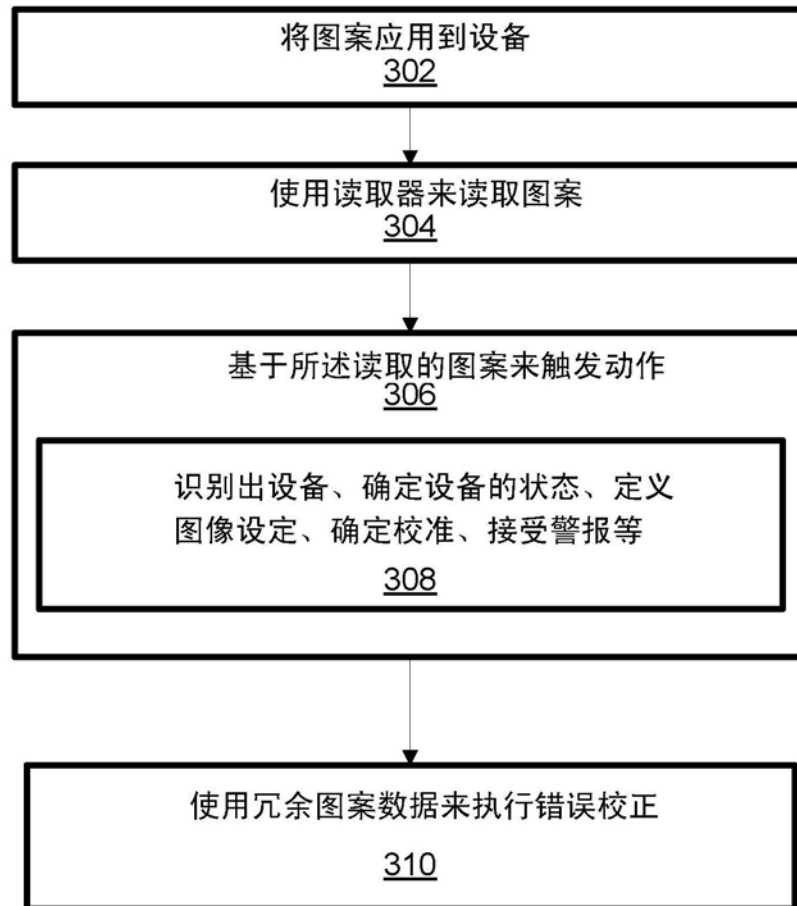 将图案应用到设备
302
使用读取器来读取图案
304
基于所述读取的图案来触发动作
306
识别出设备、确定设备的状态、定义
图像设定、确定校准、接受警报等
308
使用冗余图案数据来执行错误校正
310